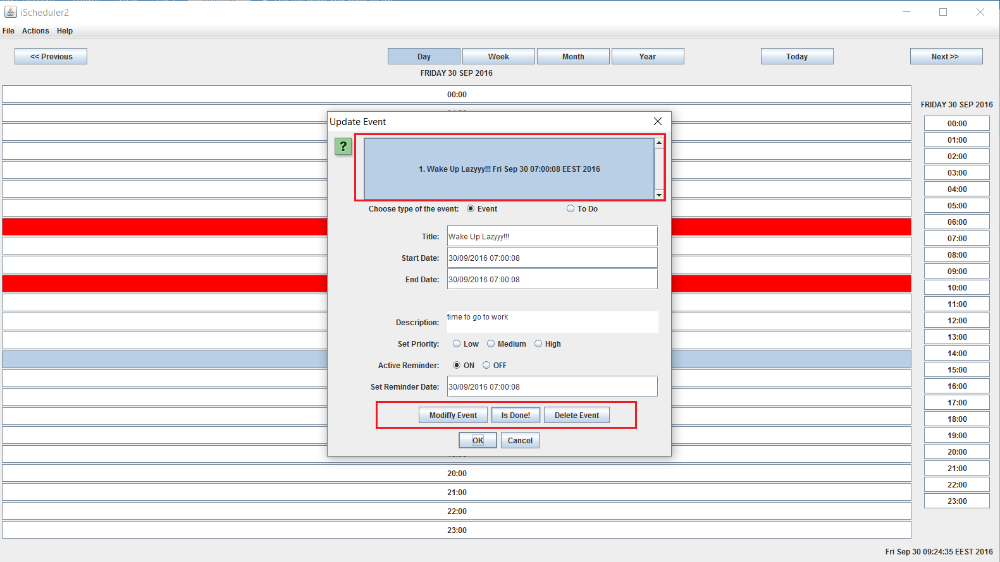 iScheduler2
File Actions Help
<< Previous Day Week Month Year Today Next >>
FRIDAY 30 SEP 2016
00:00
FRIDAY 30 SEP 2016
00:00
01:00
02:00
03:00
04:00
05:00
06:00
07:00
08:00
09:00
10:00
11:00
12:00
13:00
14:00
15:00
16:00
17:00
18:00
19:00
20:00
21:00
22:00
23:00
Update Event
?
1. Wake Up Lazyyy!!! Fri Sep 30 07:00:08 EEST 2016
Choose type of the event: Event To Do
Title: Wake Up Lazyyy!!!
Start Date: 30/09/2016 07:00:08
End Date: 30/09/2016 07:00:08
Description: time to go to work
Set Priority: Low Medium High
Active Reminder: ON OFF
Set Reminder Date: 30/09/2016 07:00:08
Modiffy Event Is Done! Delete Event
OK Cancel
20:00
21:00
22:00
23:00
Fri Sep 30 09:24:35 EEST 2016